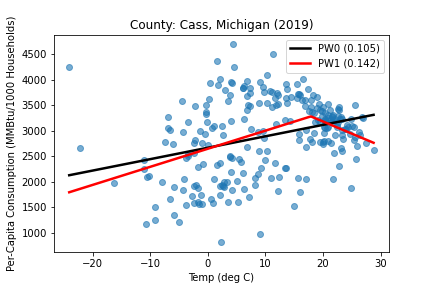 County: Cass, Michigan (2019)
Per-Capita Consumption (MMBtu/1000 Households)
4500
4000
3500
3000
2500
2000
1500
1000
PW0 (0.105)
PW1 (0.142)
−20 −10 0 10 20 30
Temp (deg C)